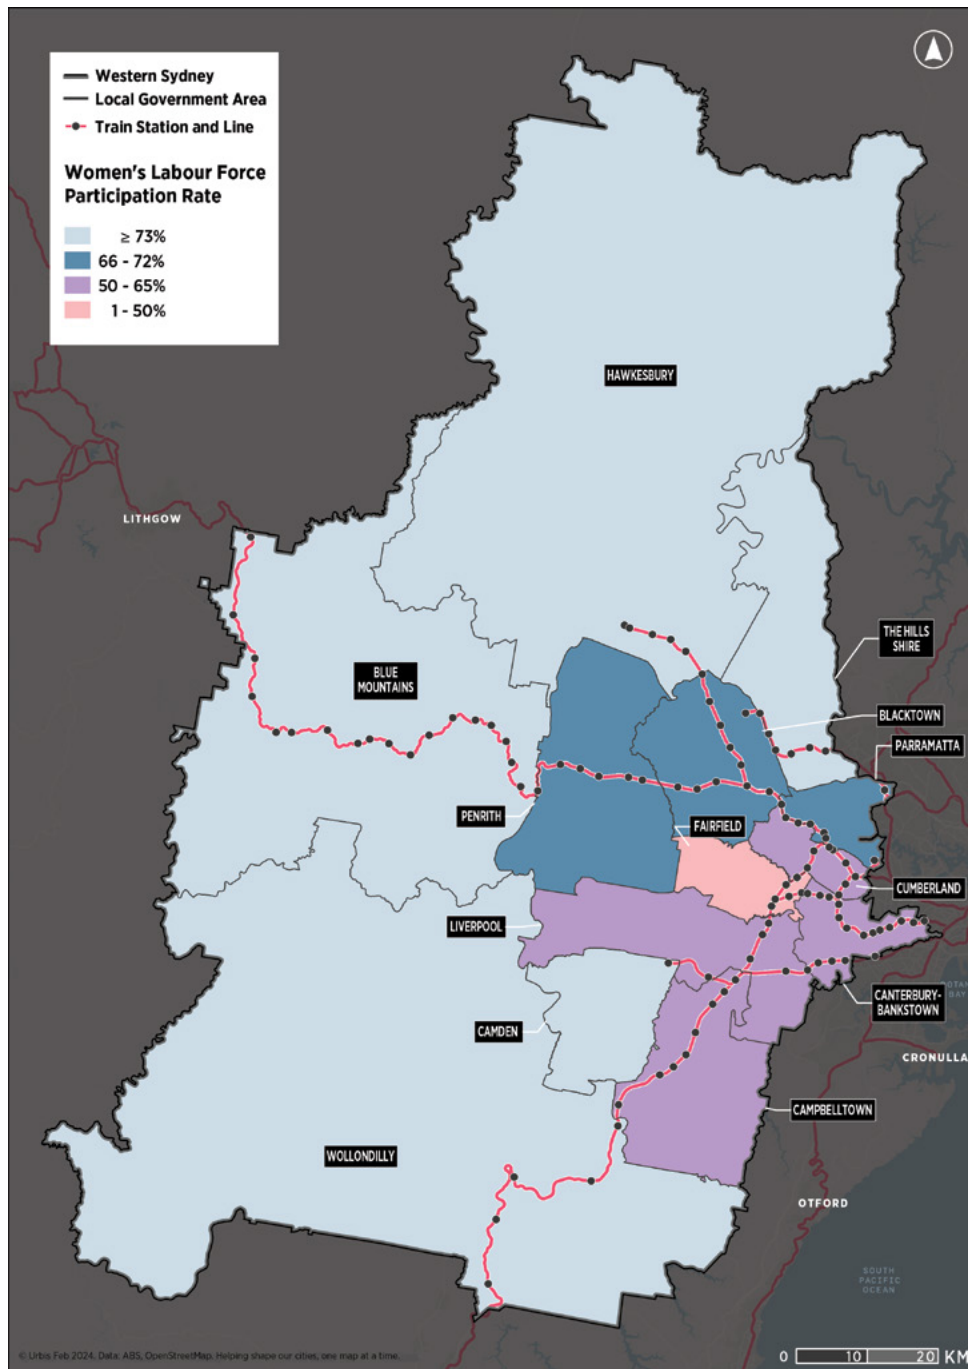 Western Sydney
Local Government Area
Train Station and Line
Women's Labour Force
Participation Rate
≥ 73%
66 - 72%
50 - 65%
1 - 50%
HAWKESBURY
LITHGOW
BLUE
MOUNTAINS
THE HILLS
SHIRE
BLACKTOWN
PARRAMATTA
PENRITH
FAIRFIELD
CUMBERLAND
LIVERPOOL
CANTERBURY-
BANKSTOWN
CAMDEN
CRONULLA
CAMPBELLTOWN
WOLLONDILLY
OTFORD
SOUTH
PACIFIC
OCEAN
© Urbis Feb 2024. Data: ABS, OpenStreetMap. Helping shape our cities, one map at a time.
0 10 20 KM